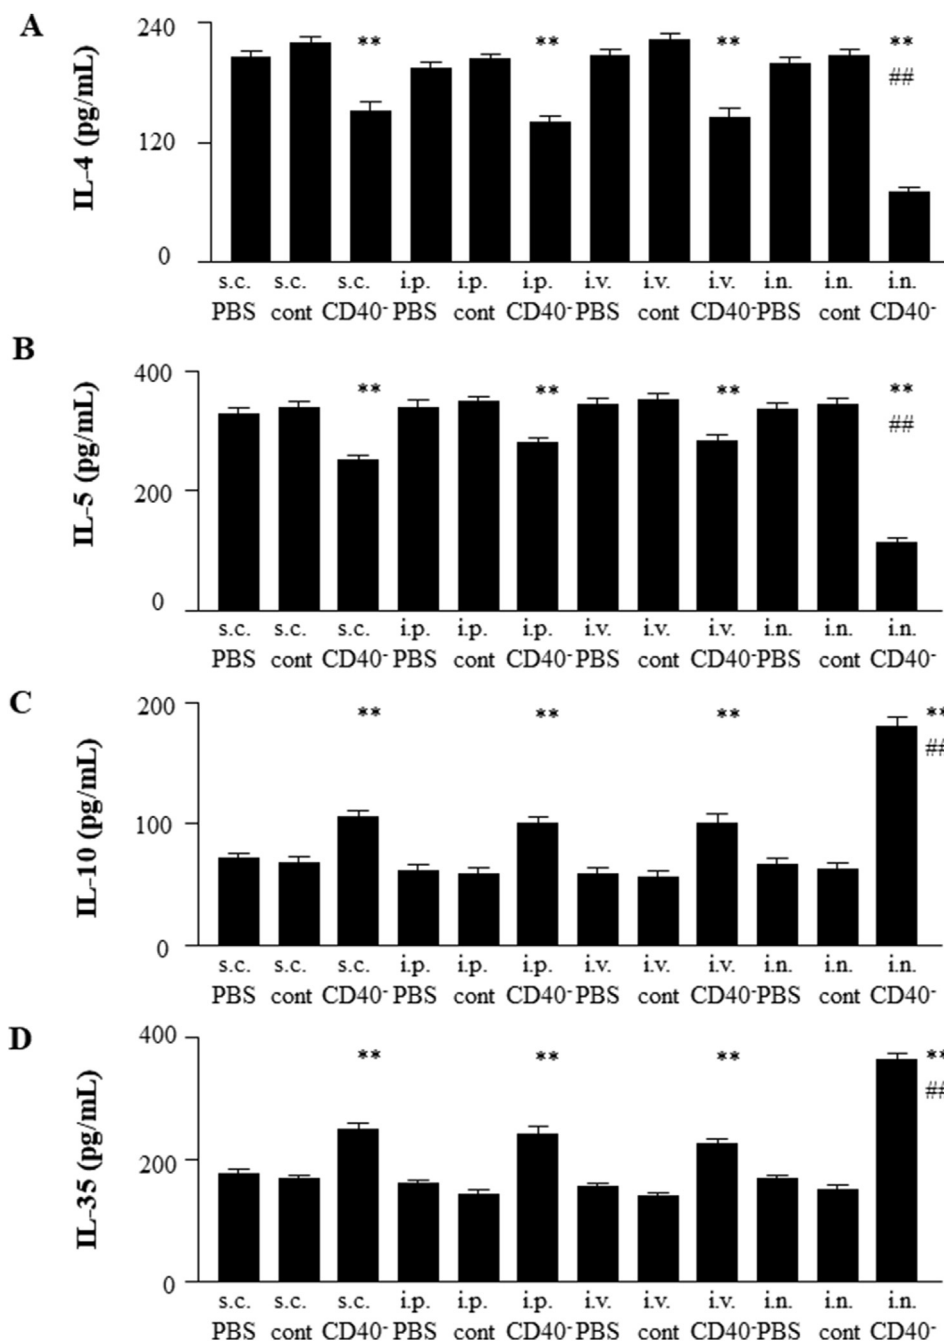 A
IL-4 (pg/mL)
240
120
0
** ** ** **
##
s.c. s.c. s.c. i.p. i.p. i.p. i.v. i.v. i.v. i.n. i.n. i.n.
PBS cont CD40- PBS cont CD40- PBS cont CD40- PBS cont CD40-
B
IL-5 (pg/mL)
400
200
0
** ** ** **
##
s.c. s.c. s.c. i.p. i.p. i.p. i.v. i.v. i.v. i.n. i.n. i.n.
PBS cont CD40- PBS cont CD40- PBS cont CD40- PBS cont CD40-
C
IL-10 (pg/mL)
200
100
0
** ** ** **
##
s.c. s.c. s.c. i.p. i.p. i.p. i.v. i.v. i.v. i.n. i.n. i.n.
PBS cont CD40- PBS cont CD40- PBS cont CD40- PBS cont CD40-
D
IL-35 (pg/mL)
400
200
0
** ** ** **
##
s.c. s.c. s.c. i.p. i.p. i.p. i.v. i.v. i.v. i.n. i.n. i.n.
PBS cont CD40- PBS cont CD40- PBS cont CD40- PBS cont CD40-